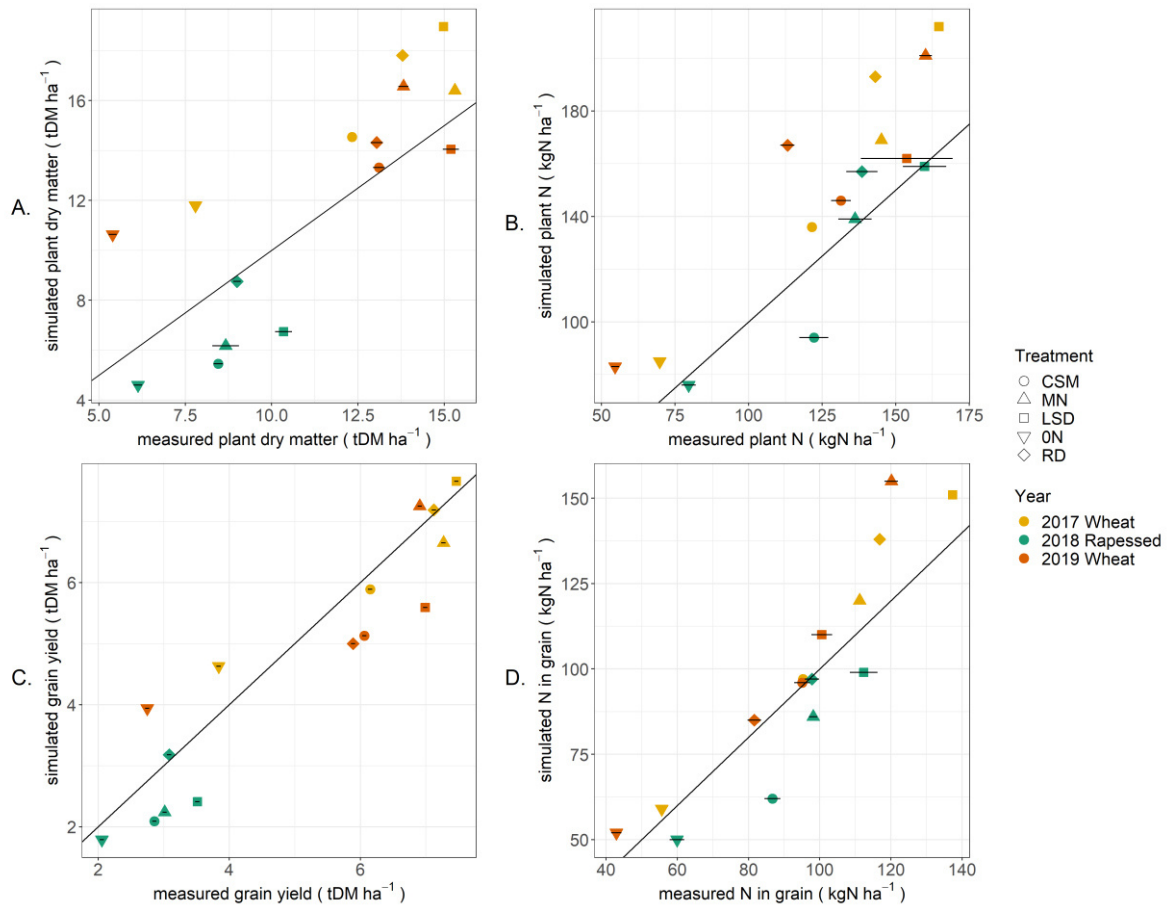 A.
simulated plant dry matter ( tDM ha⁻¹)
16
12
8
4
5.0 7.5 10.0 12.5 15.0
measured plant dry matter ( tDM ha⁻¹)
B.
simulated plant N ( kgN ha⁻¹)
180
140
100
50 75 100 125 150 175
measured plant N ( kgN ha⁻¹)
C.
simulated grain yield ( tDM ha⁻¹)
6
4
2
2 4 6
measured grain yield ( tDM ha⁻¹)
D.
simulated N in grain ( kgN ha⁻¹)
150
125
100
75
50
40 60 80 100 120 140
measured N in grain ( kgN ha⁻¹)
Treatment
CSM
MN
LSD
0N
RD
Year
2017 Wheat
2018 Rapessed
2019 Wheat